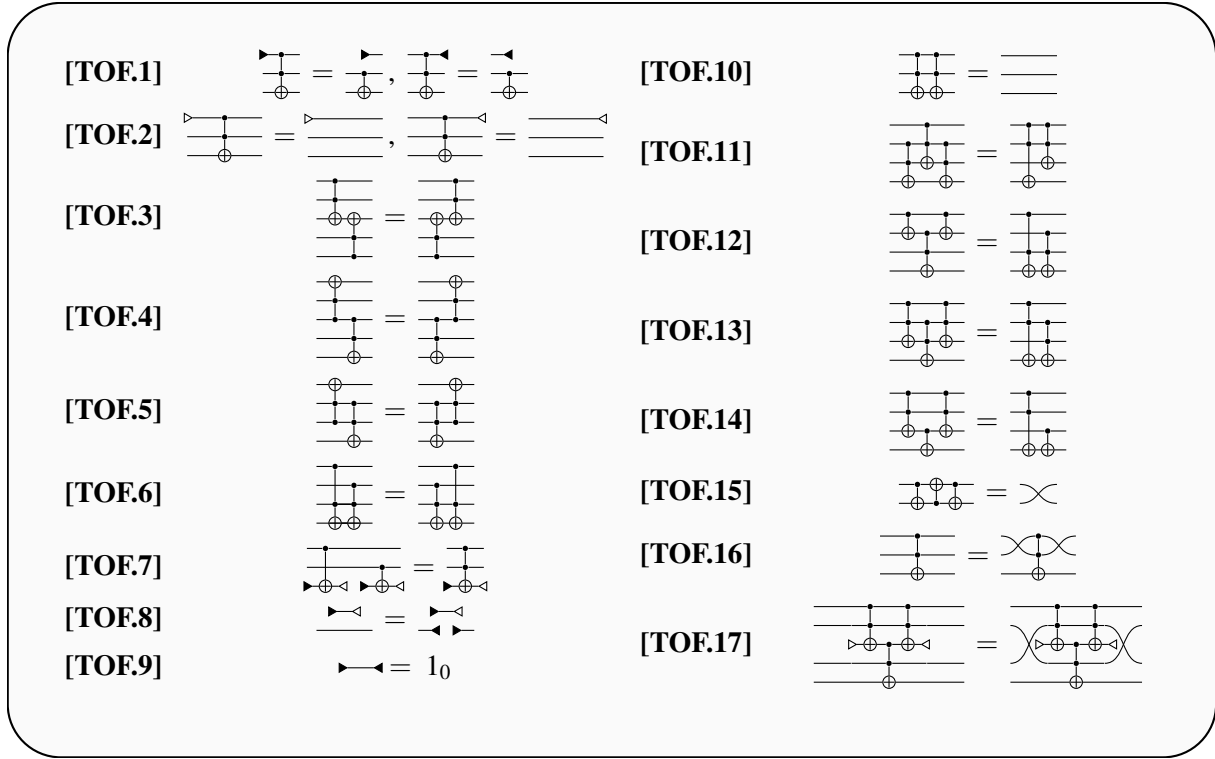 [TOF.1] = , =
[TOF.2] = , =
[TOF.3] =
[TOF.4] =
[TOF.5] =
[TOF.6] =
[TOF.7] =
[TOF.8] =
[TOF.9] = 1₀
[TOF.10] =
[TOF.11] =
[TOF.12] =
[TOF.13] =
[TOF.14] =
[TOF.15] =
[TOF.16] =
[TOF.17] =